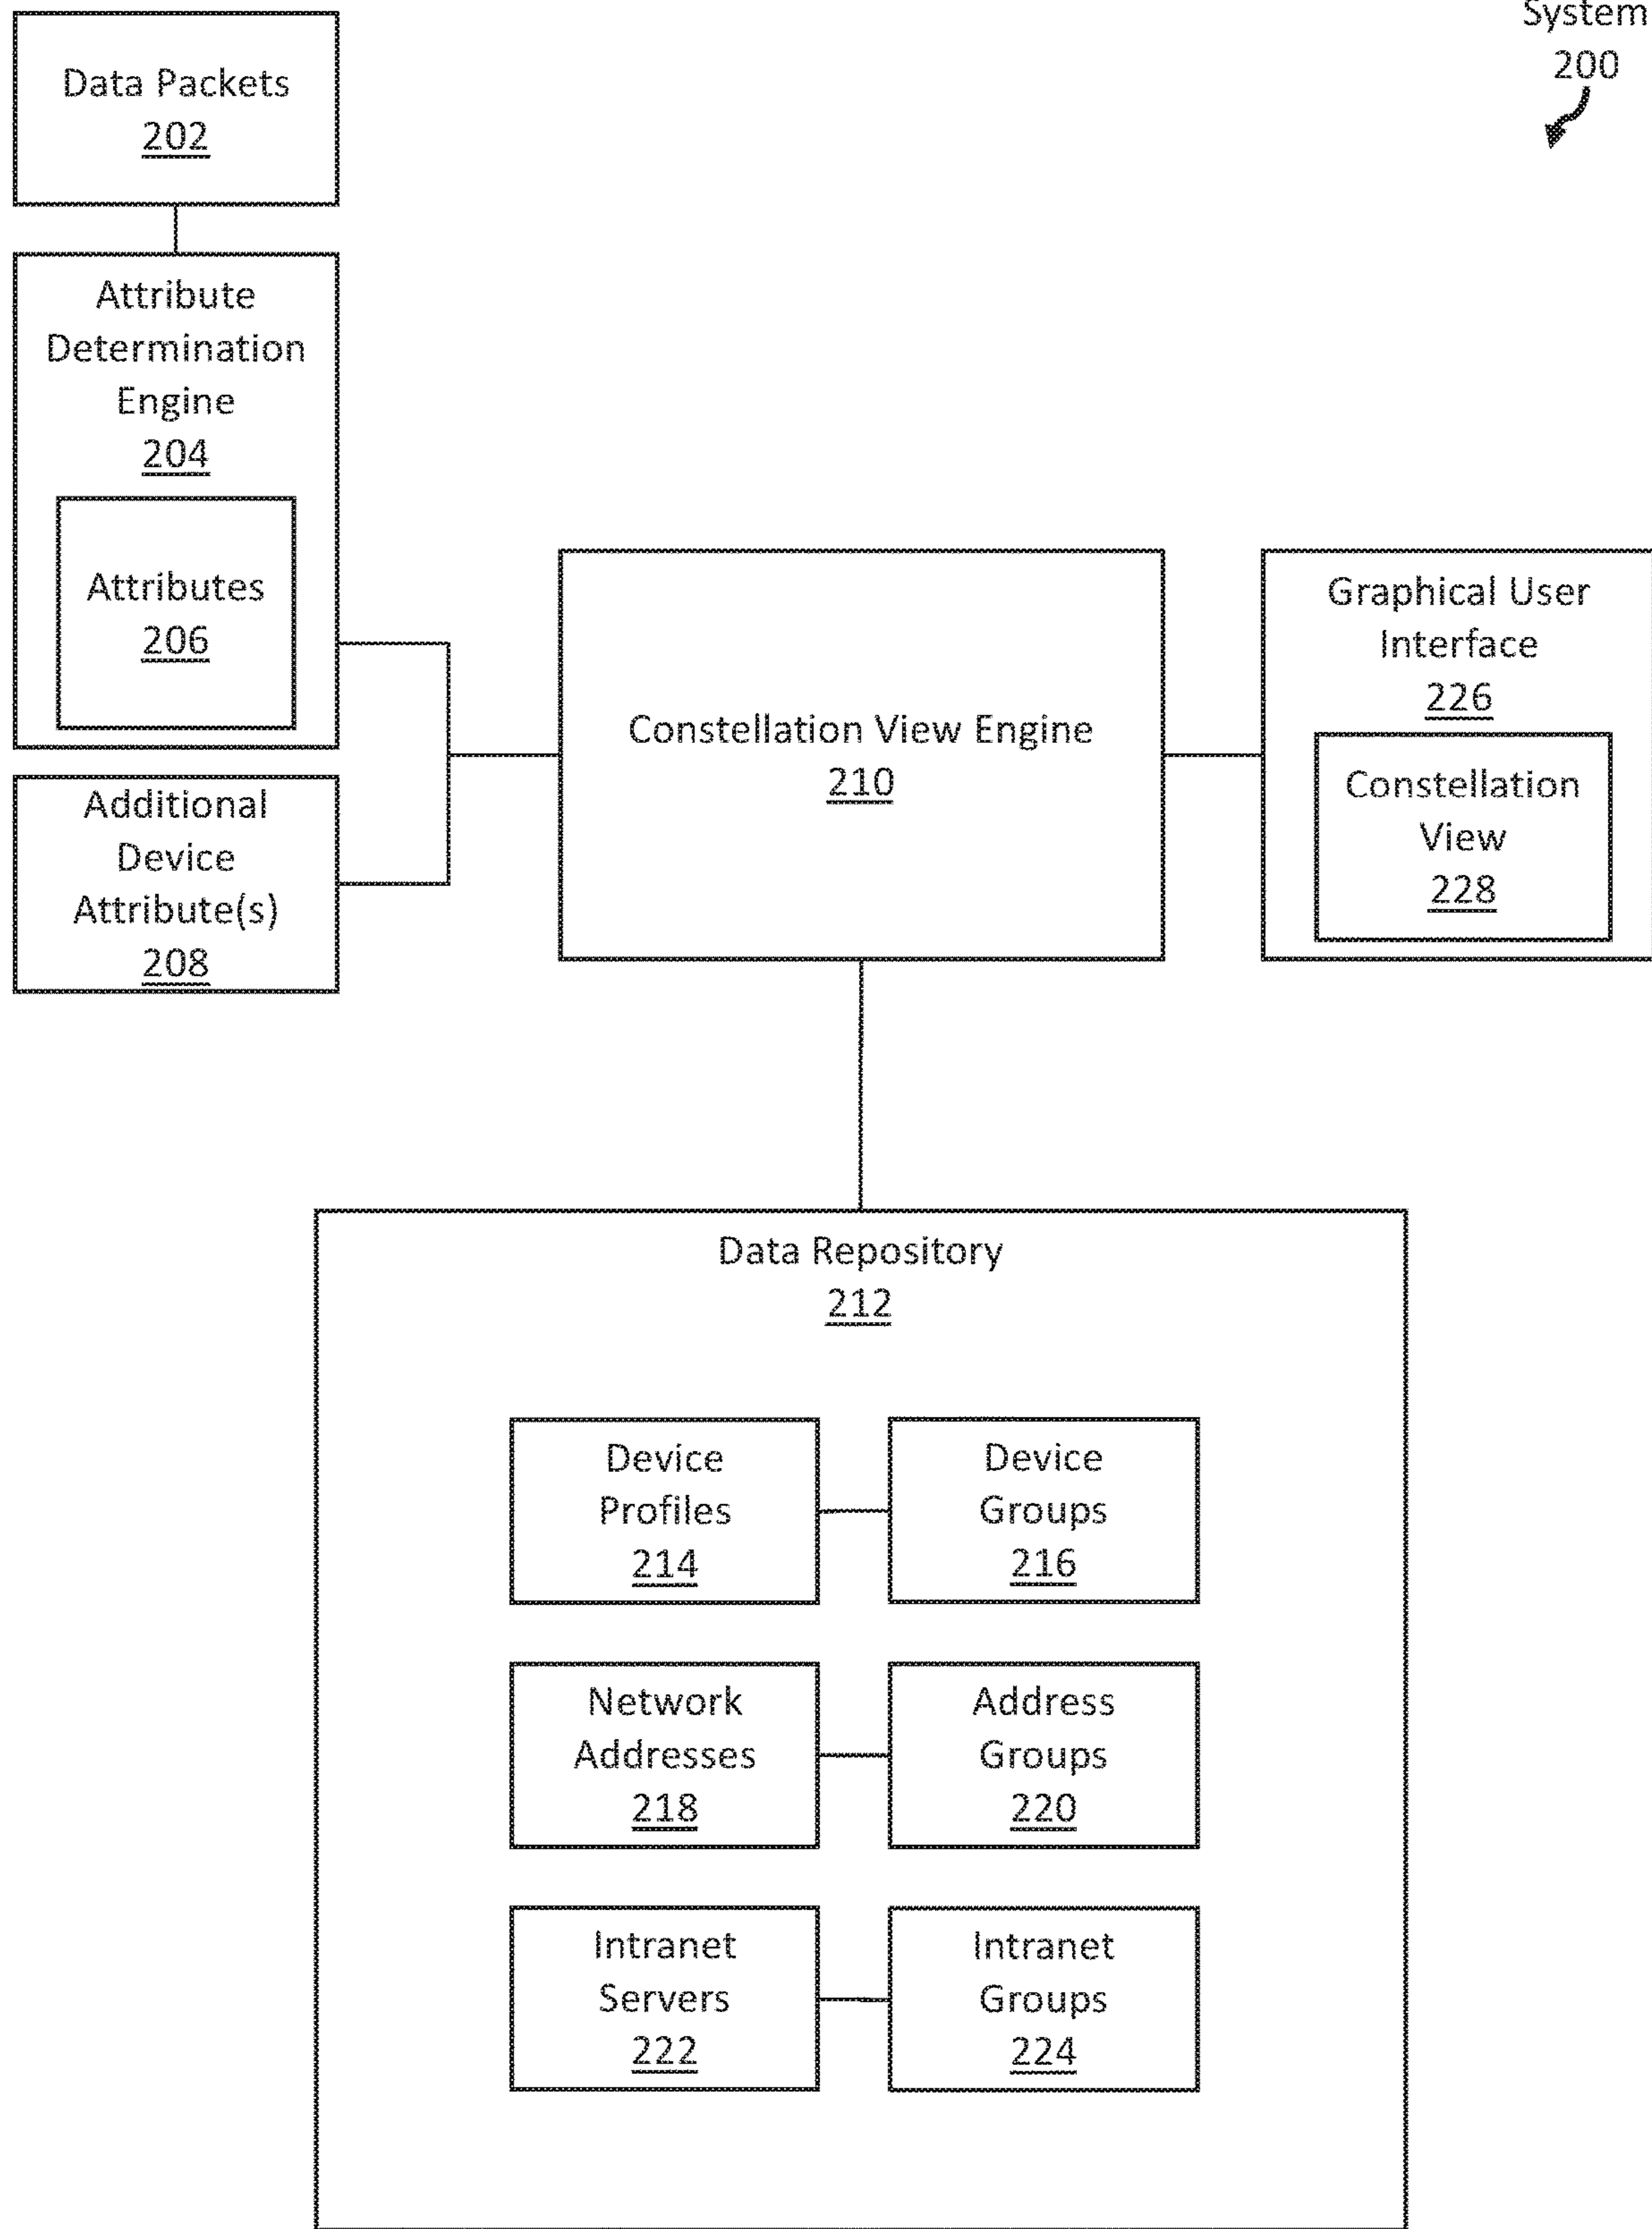 System
200
Data Packets
202
Attribute
Determination
Engine
204
Attributes
206
Additional
Device
Attribute(s)
208
Constellation View Engine
210
Graphical User
Interface
226
Constellation
View
228
Data Repository
212
Device
Profiles
214
Device
Groups
216
Network
Addresses
218
Address
Groups
220
Intranet
Servers
222
Intranet
Groups
224